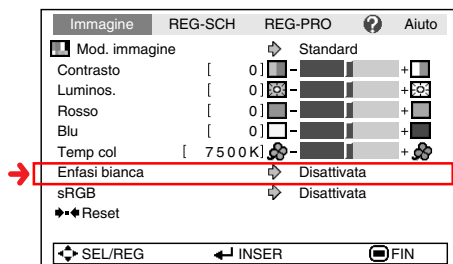 Immagine REG-SCH REG-PRO ? Aiuto
Mod. immagine Standard
Contrasto [ 0] - +
Luminos. [ 0] - +
Rosso [ 0] - +
Blu [ 0] - +
Temp col [ 7500K] - +
Enfasi bianca Disattivata
sRGB Disattivata
Reset
SEL/REG INSER FIN